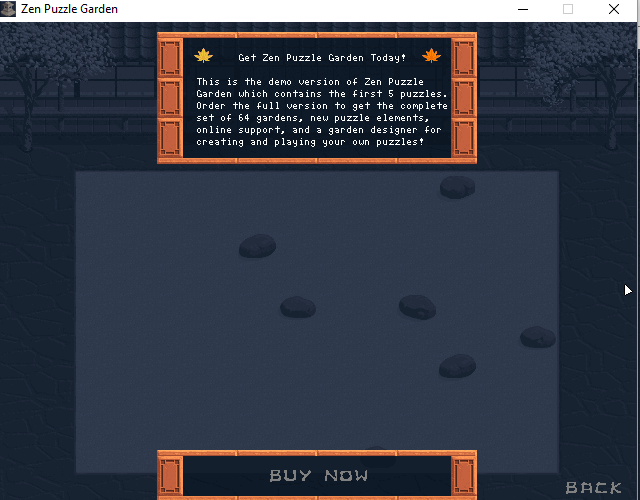 Zen Puzzle Garden
Get Zen Puzzle Garden Today!
This is the demo version of Zen Puzzle
Garden which contains the first 5 puzzles.
Order the full version to get the complete
set of 64 gardens, new puzzle elements,
online support, and a garden designer for
creating and playing your own puzzles!
BUY NOW
BACK